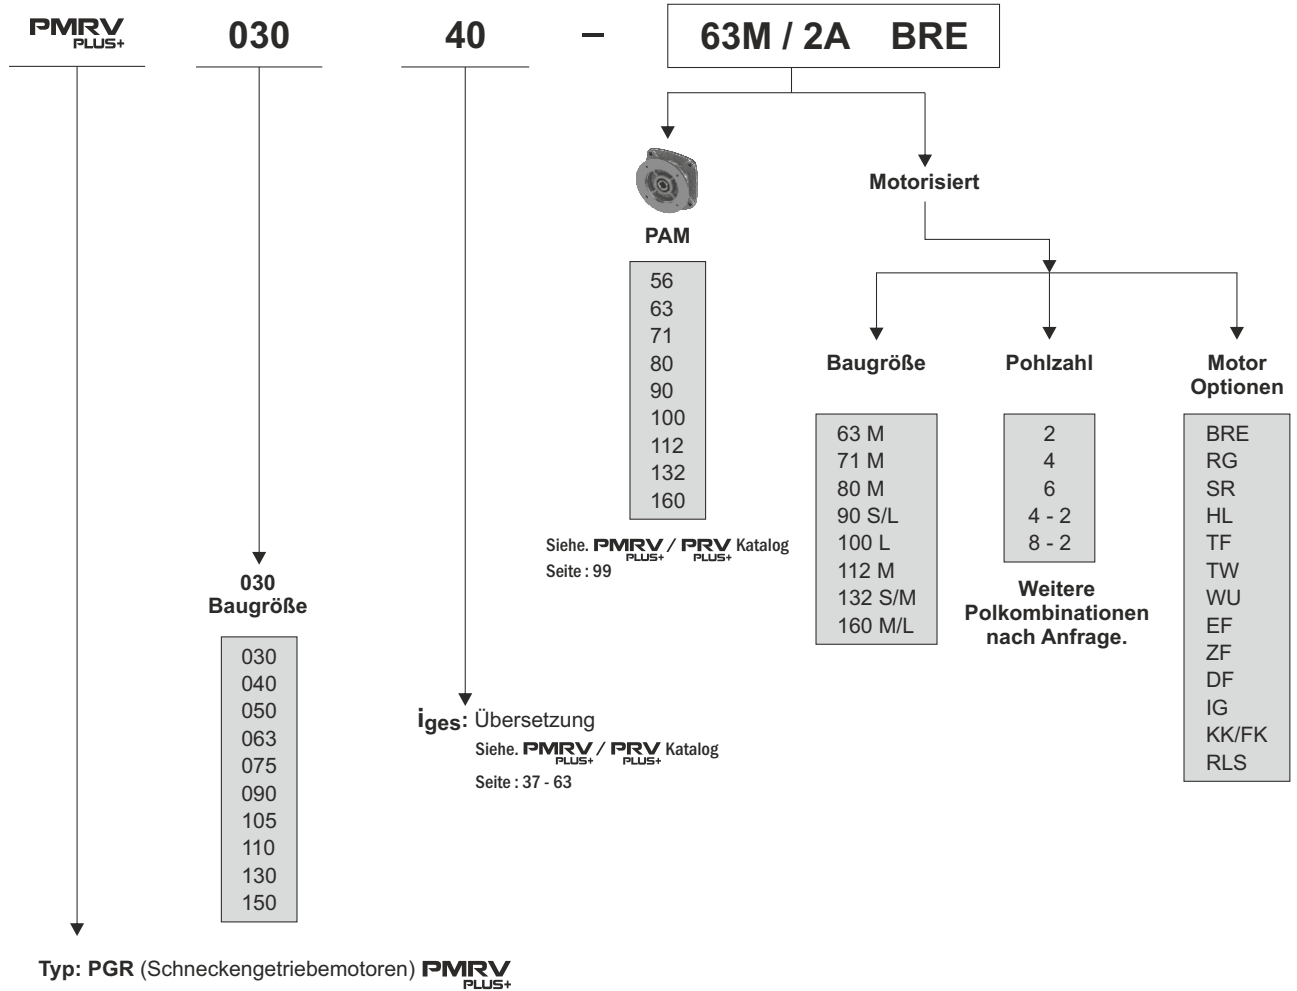 PMRV PLUS+ 030 40 – 63M / 2A BRE
Motorisiert
PAM
56
63
71
80
90
100
112
132
160
Siehe. PMRV PLUS+ / PRV PLUS+ Katalog
Seite : 99
Baugröße
63 M
71 M
80 M
90 S/L
100 L
112 M
132 S/M
160 M/L
Pohlzahl
2
4
6
4 - 2
8 - 2
Weitere
Polkombinationen
nach Anfrage.
Motor
Optionen
BRE
RG
SR
HL
TF
TW
WU
EF
ZF
DF
IG
KK/FK
RLS
030
Baugröße
030
040
050
063
075
090
105
110
130
150
iges: Übersetzung
Siehe. PMRV PLUS+ / PRV PLUS+ Katalog
Seite : 37 - 63
Typ: PGR (Schneckengetriebemotoren) PMRV PLUS+